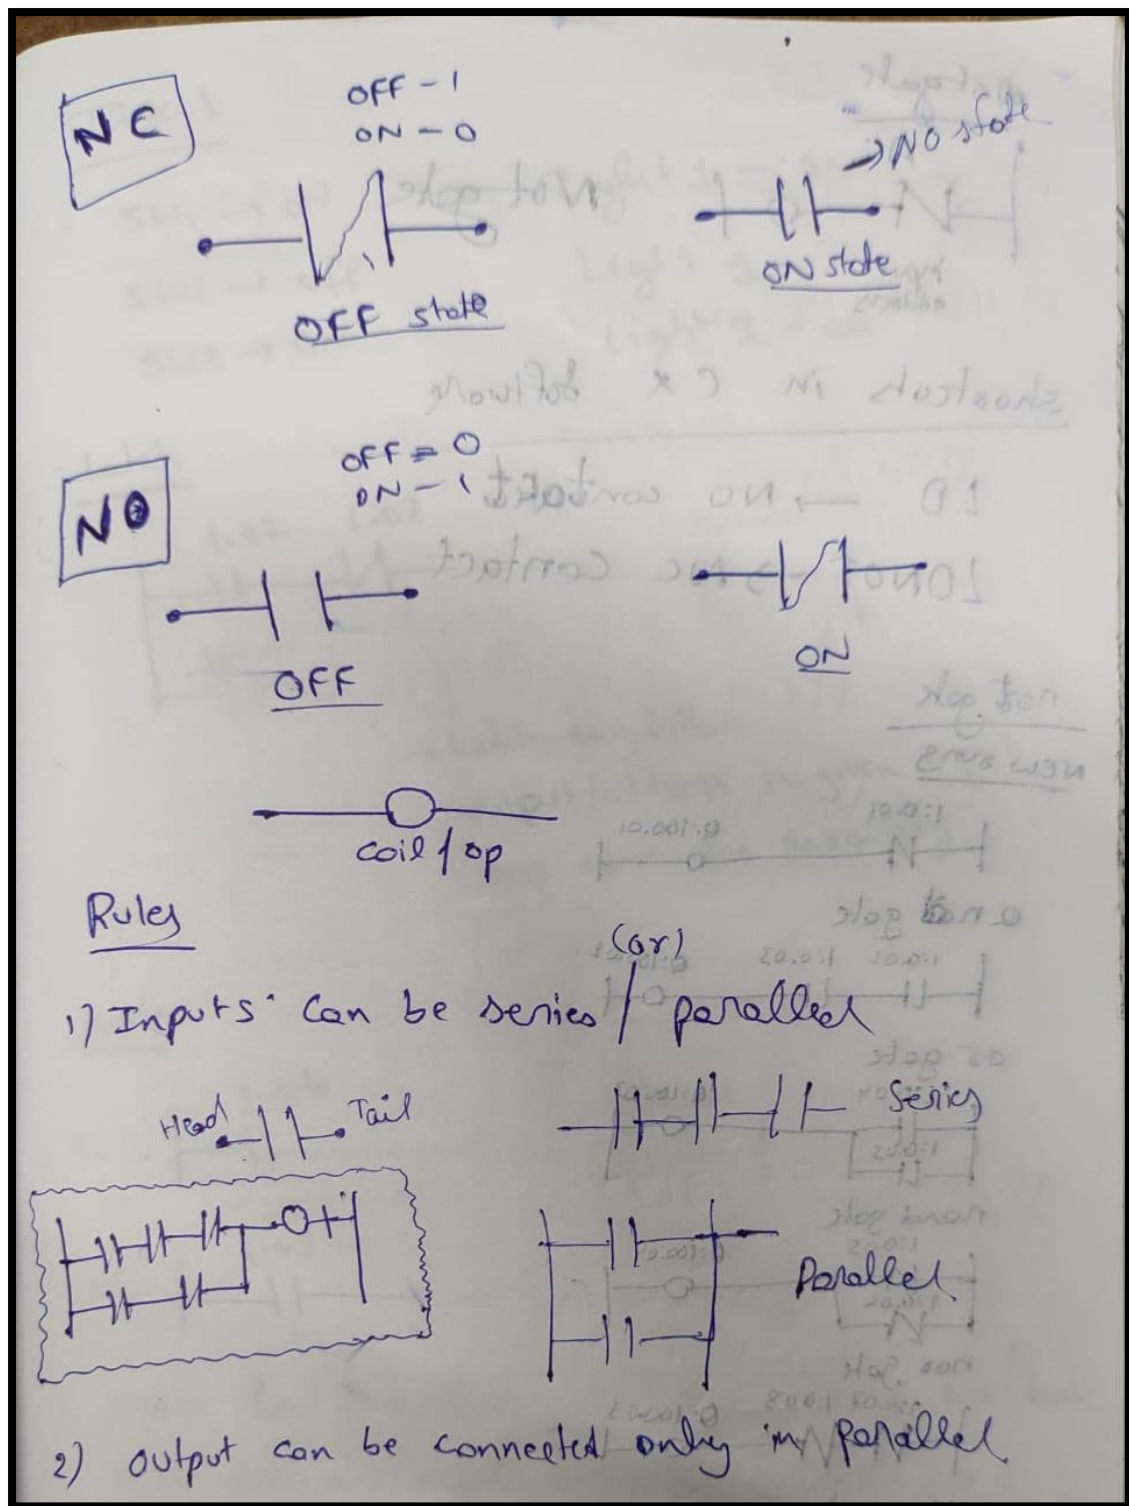 NC
OFF - 1
ON - 0
→ NO state
OFF state
ON state
NO
OFF = 0
ON - 1
OFF
ON
coil / op
Rules
(or)
1) Inputs can be series / parallel
Head
Tail
Series
Parallel
2) output can be connected only in parallel